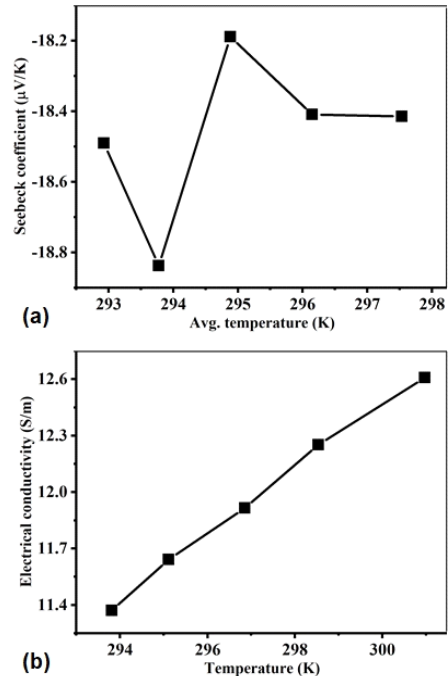 -18.2
-18.4
-18.6
-18.8
Seebeck coefficient (µV/K)
293 294 295 296 297 298
Avg. temperature (K)
(a)
12.6
12.3
12.0
11.7
11.4
Electrical conductivity (S/m)
294 296 298 300
Temperature (K)
(b)